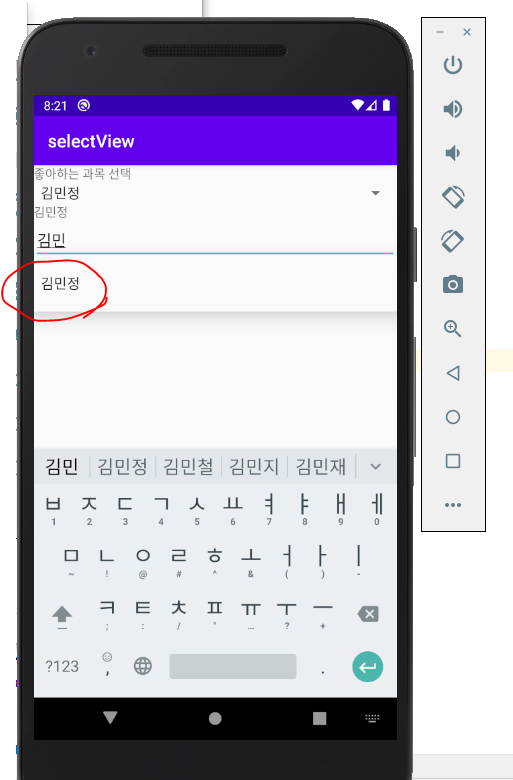 8:21
selectView
좋아하는 과목 선택
김민정
김민정
김민
김민정
김민 김민정 김민철 김민지 김민재
ㅂ ㅈ ㄷ ㄱ ㅅ ㅛ ㅕ ㅑ ㅐ ㅔ
1 2 3 4 5 6 7 8 9 0
ㅁ ㄴ ㅇ ㄹ ㅎ ㅗ ㅓ ㅏ ㅣ
~ ! @ # ^ & ( ) -
ㅋ ㅌ ㅊ ㅍ ㅠ ㅜ ㅡ
; : / " … ? +
?123 , .